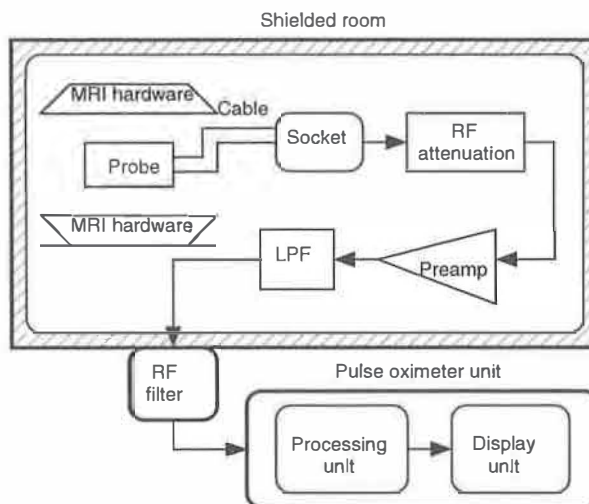 Shielded room
MRI hardware
Cable
Socket
RF
attenuation
Probe
MRI hardware
LPF
Preamp
RF
filter
Pulse oximeter unit
Processing
unit
Display
unit